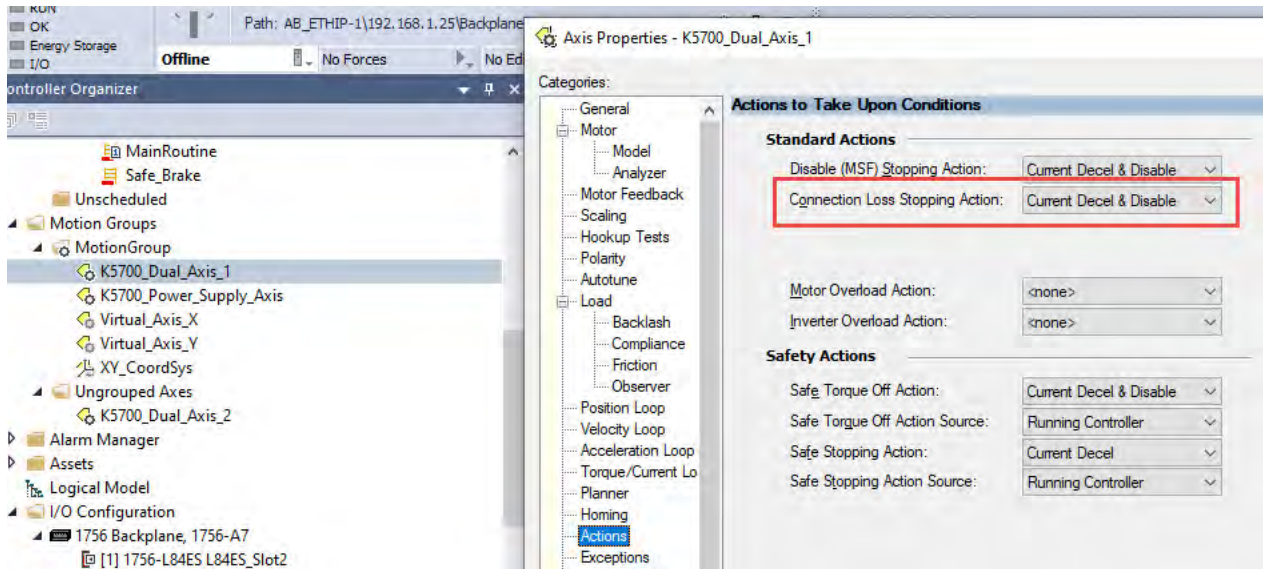 RUN
OK
Energy Storage
I/O
Path: AB_ETHIP-1\192.168.1.25\Backplane
Offline
No Forces
No Ed
ontroller Organizer
MainRoutine
Safe_Brake
Unscheduled
Motion Groups
MotionGroup
K5700_Dual_Axis_1
K5700_Power_Supply_Axis
Virtual_Axis_X
Virtual_Axis_Y
XY_CoordSys
Ungrouped Axes
K5700_Dual_Axis_2
Alarm Manager
Assets
Logical Model
I/O Configuration
1756 Backplane, 1756-A7
[1] 1756-L84ES L84ES_Slot2
Axis Properties - K5700_Dual_Axis_1
Categories:
General
Motor
Model
Analyzer
Motor Feedback
Scaling
Hookup Tests
Polarity
Autotune
Load
Backlash
Compliance
Friction
Observer
Position Loop
Velocity Loop
Acceleration Loop
Torque/Current Lo
Planner
Homing
Actions
Exceptions
Actions to Take Upon Conditions
Standard Actions
Disable (MSF) Stopping Action: Current Decel & Disable
Connection Loss Stopping Action: Current Decel & Disable
Motor Overload Action: <none>
Inverter Overload Action: <none>
Safety Actions
Safe Torque Off Action: Current Decel & Disable
Safe Torque Off Action Source: Running Controller
Safe Stopping Action: Current Decel
Safe Stopping Action Source: Running Controller